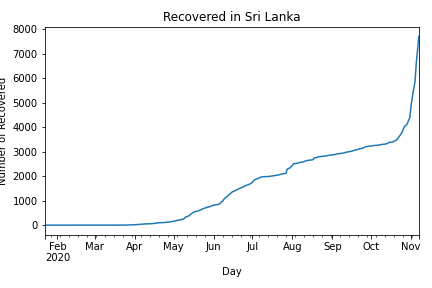 Recovered in Sri Lanka
Number of Recovered
8000
7000
6000
5000
4000
3000
2000
1000
0
Feb Mar Apr May Jun Jul Aug Sep Oct Nov
2020
Day